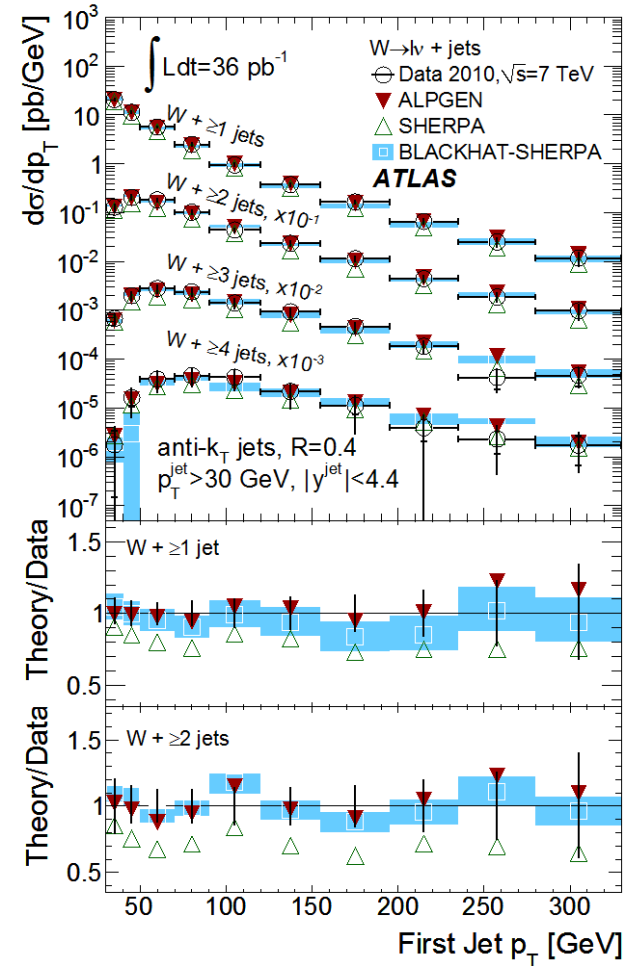 dσ/dp_T [pb/GeV]
10³
10²
10
1
10⁻¹
10⁻²
10⁻³
10⁻⁴
10⁻⁵
10⁻⁶
∫ Ldt=36 pb⁻¹
W→lν + jets
Data 2010,√s=7 TeV
ALPGEN
SHERPA
BLACKHAT-SHERPA
ATLAS
W + ≥1 jets
W + ≥2 jets, x10⁻¹
W + ≥3 jets, x10⁻²
W + ≥4 jets, x10⁻³
anti-k_T jets, R=0.4
p_T^jet>30 GeV, |y^jet|<4.4
Theory/Data
1.5
1
0.5
W + ≥1 jet
Theory/Data
1.5
1
0.5
W + ≥2 jets
50 100 150 200 250 300
First Jet p_T [GeV]